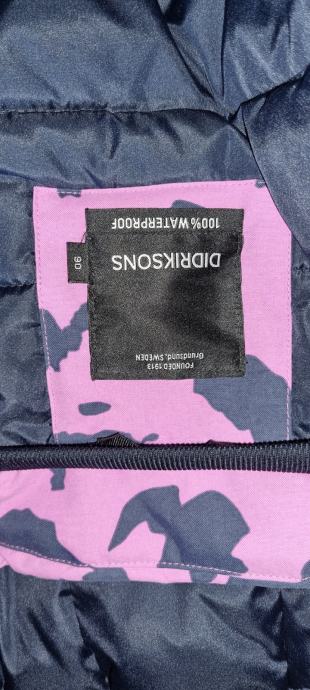 FOUNDED 1913
Grundsund, SWEDEN
DIDRIKSONS
100% WATERPROOF
90